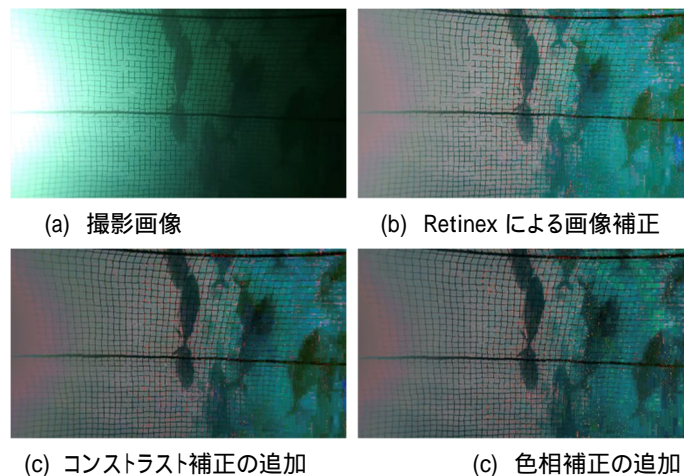 (a) 撮影画像
(b) Retinex による画像補正
(c) コンストラスト補正の追加
(c) 色相補正の追加